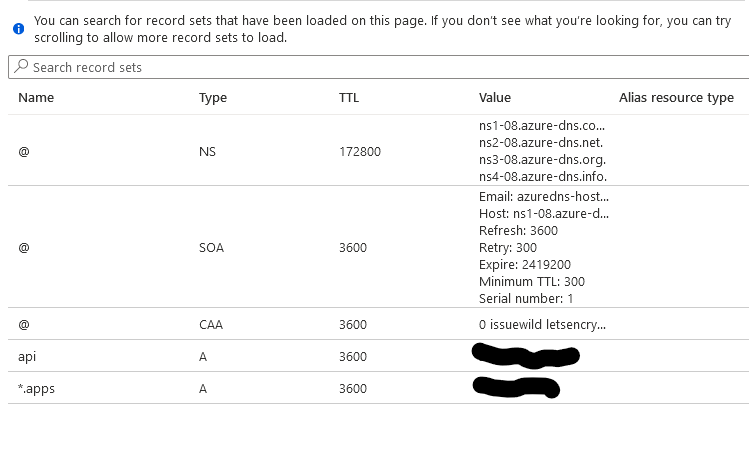 You can search for record sets that have been loaded on this page. If you don't see what you're looking for, you can try
scrolling to allow more record sets to load.
Search record sets
Name Type TTL Value Alias resource type
@ NS 172800 ns1-08.azure-dns.co...
ns2-08.azure-dns.net.
ns3-08.azure-dns.org.
ns4-08.azure-dns.info.
@ SOA 3600 Email: azuredns-host...
Host: ns1-08.azure-d...
Refresh: 3600
Retry: 300
Expire: 2419200
Minimum TTL: 300
Serial number: 1
@ CAA 3600 0 issuewild letsencry...
api A 3600
*.apps A 3600